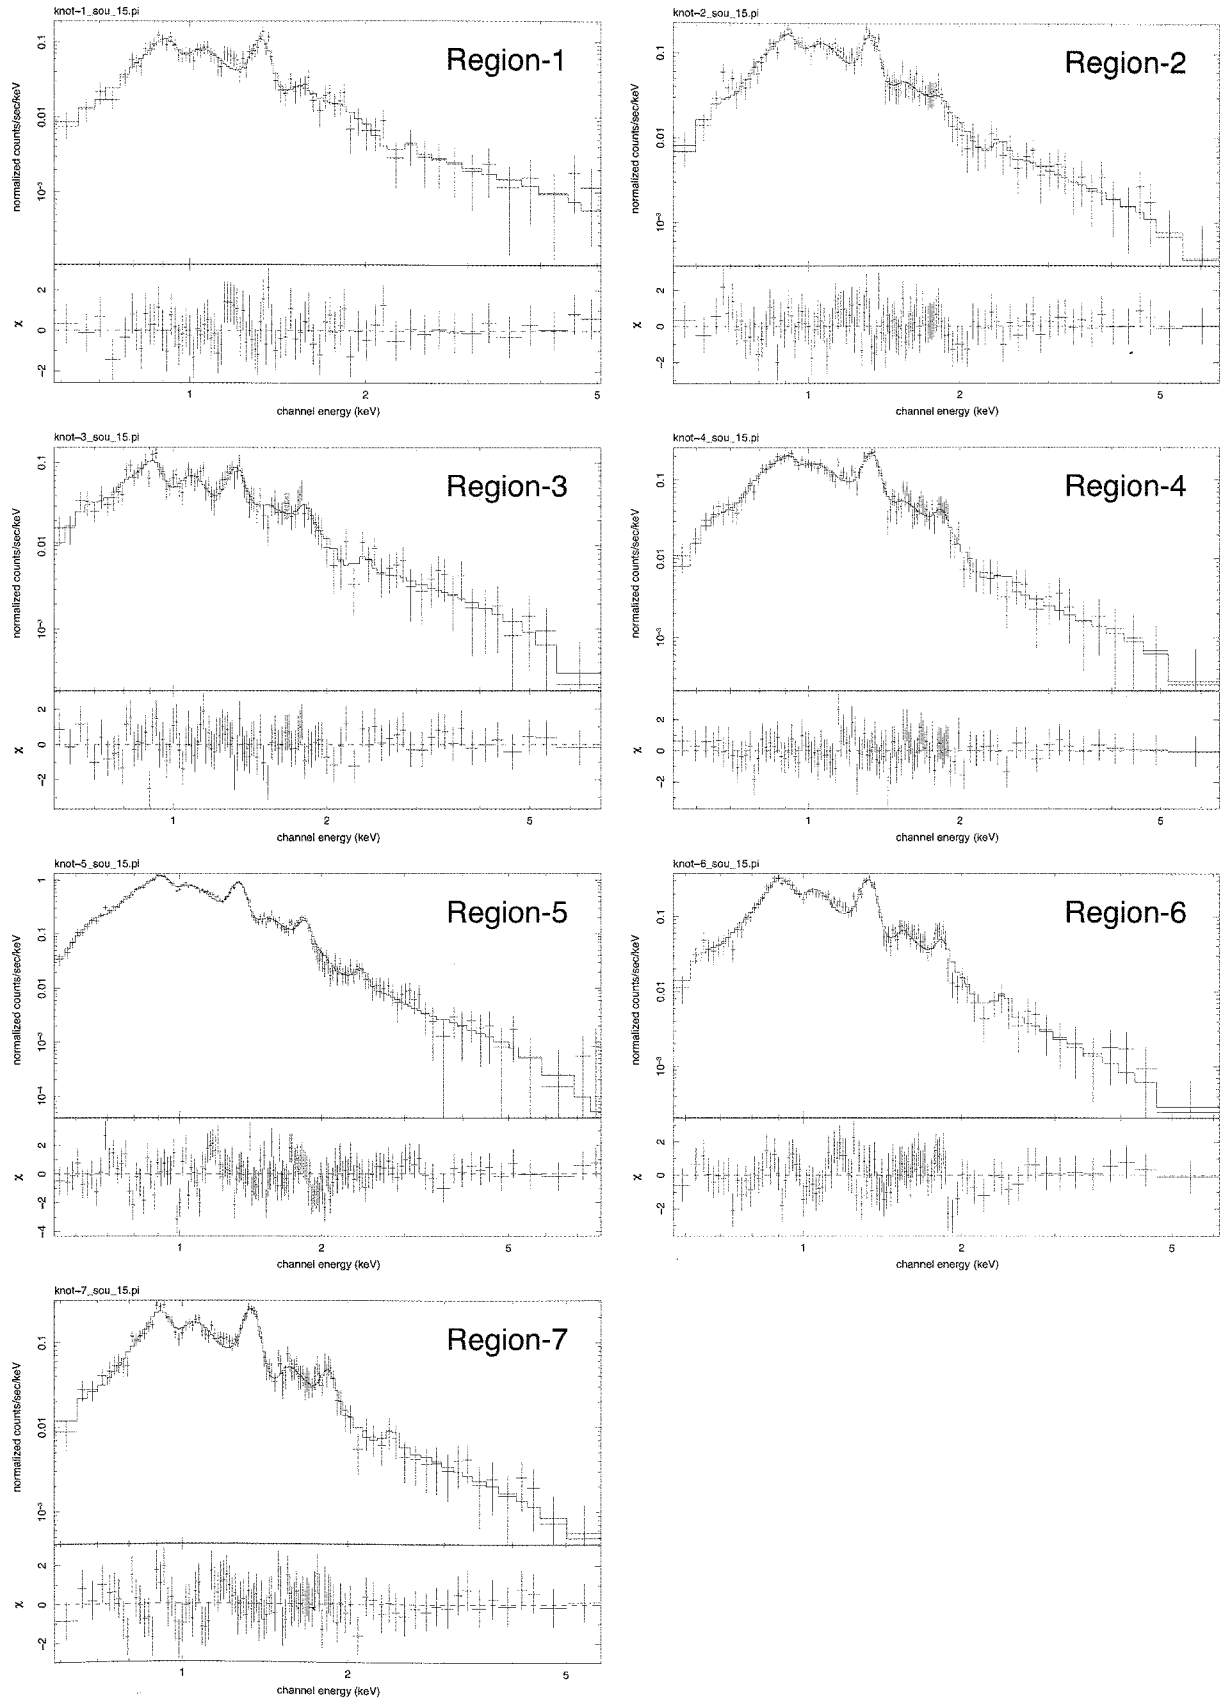 knot-1_sou_15.pi
Region-1
normalized counts/sec/keV
0.1
0.01
10⁻³
χ
2
0
-2
1
2
5
channel energy (keV)
knot-2_sou_15.pi
Region-2
normalized counts/sec/keV
0.1
0.01
10⁻³
χ
2
0
-2
1
2
5
channel energy (keV)
knot-3_sou_15.pi
Region-3
normalized counts/sec/keV
0.1
0.01
10⁻³
χ
2
0
-2
1
2
5
channel energy (keV)
knot-4_sou_15.pi
Region-4
normalized counts/sec/keV
0.1
0.01
10⁻³
χ
2
0
-2
1
2
5
channel energy (keV)
knot-5_sou_15.pi
Region-5
normalized counts/sec/keV
1
0.1
0.01
10⁻³
10⁻⁴
χ
2
0
-2
-4
1
2
5
channel energy (keV)
knot-6_sou_15.pi
Region-6
normalized counts/sec/keV
0.1
0.01
10⁻³
χ
2
0
-2
1
2
5
channel energy (keV)
knot-7_sou_15.pi
Region-7
normalized counts/sec/keV
0.1
0.01
10⁻³
χ
2
0
-2
1
2
5
channel energy (keV)